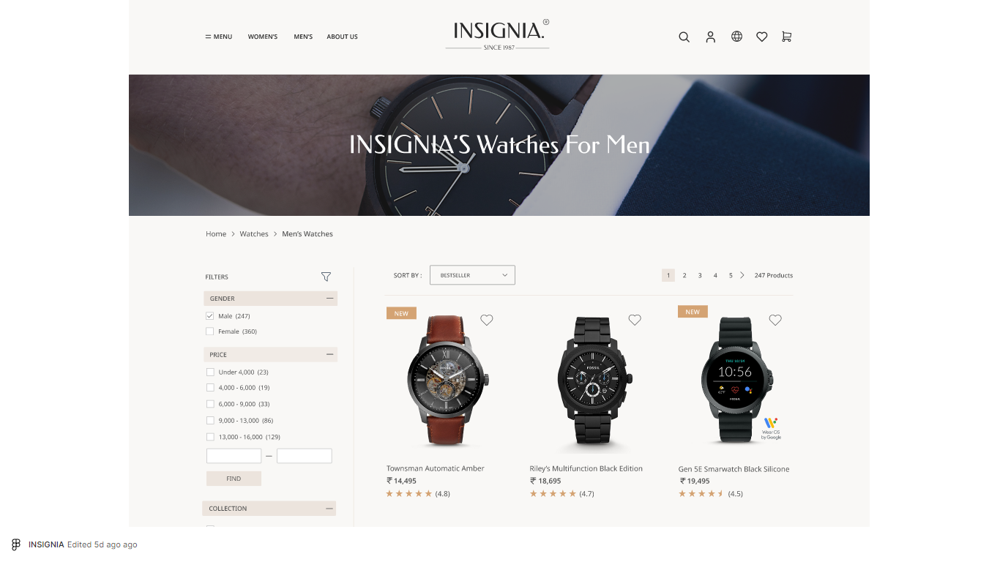 MENU WOMEN'S MEN'S ABOUT US
INSIGNIA.®
SINCE 1987
INSIGNIA'S Watches For Men
Home > Watches > Men's Watches
FILTERS
GENDER
Male (247)
Female (360)
PRICE
Under 4,000 (23)
4,000 - 6,000 (19)
6,000 - 9,000 (33)
9,000 - 13,000 (86)
13,000 - 16,000 (129)
FIND
COLLECTION
SORT BY : BESTSELLER
1 2 3 4 5 > 247 Products
NEW
FOSSIL
Townsman Automatic Amber
₹ 14,495
(4.8)
FOSSIL
Riley's Multifunction Black Edition
₹ 18,695
(4.7)
NEW
THU 10/24
10:56
FOSSIL
Wear OS
by Google
Gen 5E Smarwatch Black Silicone
₹ 19,495
(4.5)
INSIGNIA Edited 5d ago ago